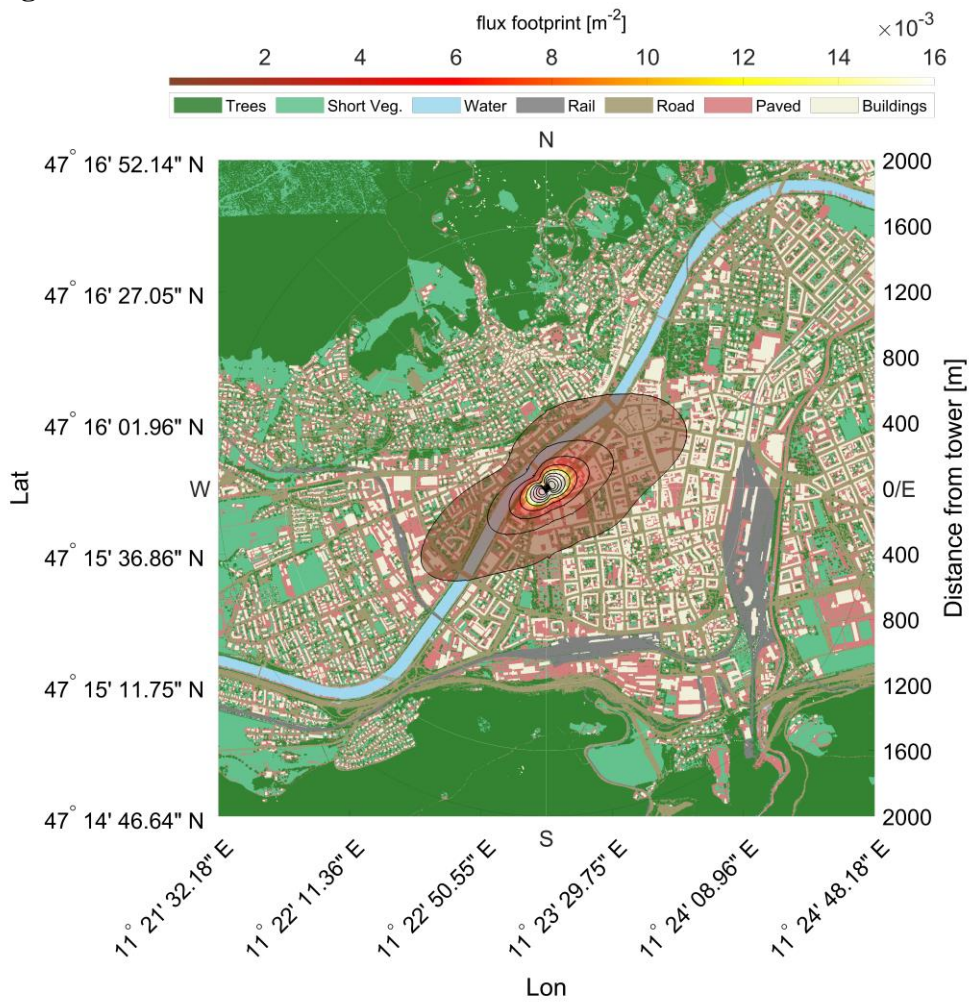 flux footprint [m⁻²]
×10⁻³
2 4 6 8 10 12 14 16
Trees Short Veg. Water Rail Road Paved Buildings
N
47° 16' 52.14" N 2000
1600
47° 16' 27.05" N 1200
800
47° 16' 01.96" N 400
W 0/E
47° 15' 36.86" N 400
800
47° 15' 11.75" N 1200
1600
47° 14' 46.64" N 2000
S
Lat
Distance from tower [m]
11° 21' 32.18" E
11° 22' 11.36" E
11° 22' 50.55" E
11° 23' 29.75" E
11° 24' 08.96" E
11° 24' 48.18" E
Lon